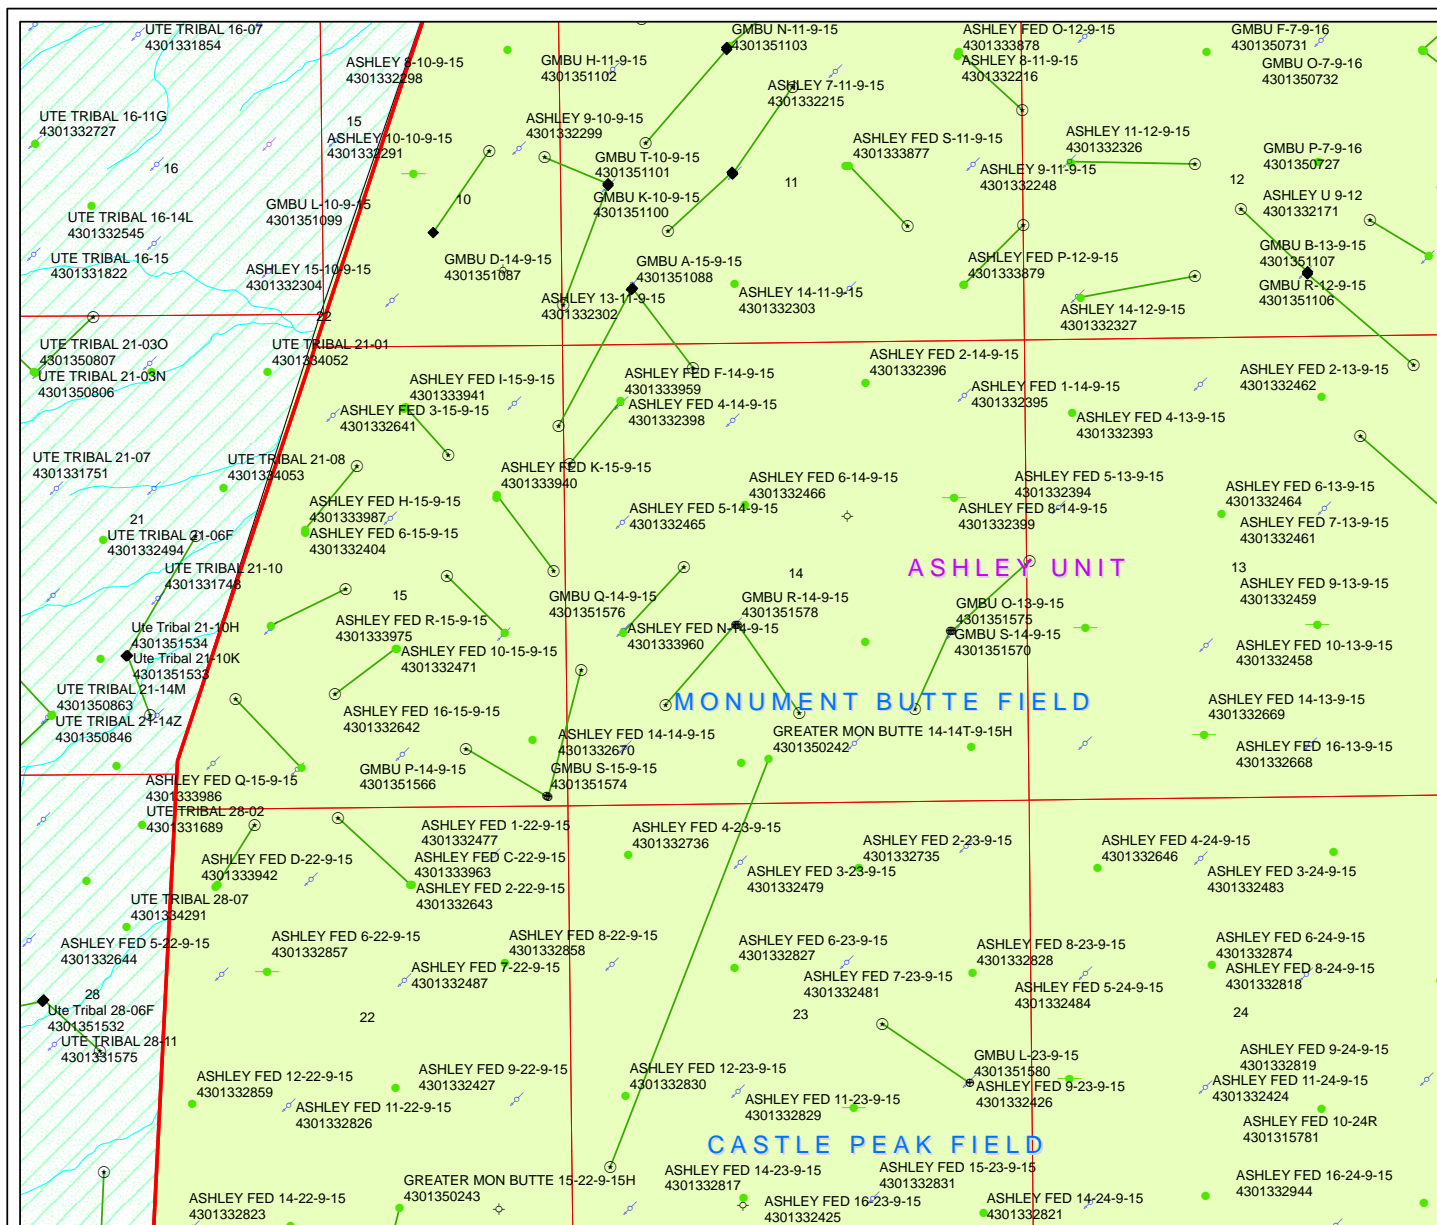 UTE TRIBAL 16-07
4301331854
GMBU N-11-9-15
4301351103
ASHLEY FED O-12-9-15
4301333878
GMBU F-7-9-16
4301350731
ASHLEY 8-10-9-15
4301332298
GMBU H-11-9-15
4301351102
ASHLEY 8-11-9-15
4301332216
GMBU O-7-9-16
4301350732
ASHLEY 7-11-9-15
4301332215
UTE TRIBAL 16-11G
4301332727
15
ASHLEY 10-10-9-15
4301332291
ASHLEY 9-10-9-15
4301332299
ASHLEY FED S-11-9-15
4301333877
ASHLEY 11-12-9-15
4301332326
GMBU P-7-9-16
4301350727
16
GMBU T-10-9-15
4301351101
ASHLEY 9-11-9-15
4301332248
11
12
GMBU K-10-9-15
4301351100
10
GMBU L-10-9-15
4301351099
ASHLEY U 9-12
4301332171
UTE TRIBAL 16-14L
4301332545
UTE TRIBAL 16-15
4301331822
ASHLEY 15-10-9-15
4301332304
GMBU D-14-9-15
4301351087
GMBU A-15-9-15
4301351088
ASHLEY FED P-12-9-15
4301333879
GMBU B-13-9-15
4301351107
GMBU R-12-9-15
4301351106
ASHLEY 13-11-9-15
4301332302
ASHLEY 14-11-9-15
4301332303
ASHLEY 14-12-9-15
4301332327
22
UTE TRIBAL 21-03O
4301350807
UTE TRIBAL 21-01
4301334052
UTE TRIBAL 21-03N
4301350806
ASHLEY FED I-15-9-15
4301333941
ASHLEY FED F-14-9-15
4301333959
ASHLEY FED 2-14-9-15
4301332396
ASHLEY FED 1-14-9-15
4301332395
ASHLEY FED 2-13-9-15
4301332462
ASHLEY FED 3-15-9-15
4301332641
ASHLEY FED 4-14-9-15
4301332398
ASHLEY FED 4-13-9-15
4301332393
UTE TRIBAL 21-07
4301331751
UTE TRIBAL 21-08
4301334053
ASHLEY FED K-15-9-15
4301333940
ASHLEY FED 6-14-9-15
4301332466
ASHLEY FED 5-13-9-15
4301332394
ASHLEY FED 6-13-9-15
4301332464
ASHLEY FED H-15-9-15
4301333987
ASHLEY FED 5-14-9-15
4301332465
ASHLEY FED 8-14-9-15
4301332399
ASHLEY FED 7-13-9-15
4301332461
21
UTE TRIBAL 21-06F
4301332494
ASHLEY FED 6-15-9-15
4301332404
ASHLEY UNIT
14
13
UTE TRIBAL 21-10
4301331748
15
GMBU Q-14-9-15
4301351576
GMBU R-14-9-15
4301351578
GMBU O-13-9-15
4301351575
ASHLEY FED 9-13-9-15
4301332459
Ute Tribal 21-10H
4301351534
ASHLEY FED R-15-9-15
4301333975
ASHLEY FED N-14-9-15
4301333960
GMBU S-14-9-15
4301351570
ASHLEY FED 10-13-9-15
4301332458
Ute Tribal 21-10K
4301351533
ASHLEY FED 10-15-9-15
4301332471
UTE TRIBAL 21-14M
4301350863
MONUMENT BUTTE FIELD
ASHLEY FED 14-13-9-15
4301332669
UTE TRIBAL 21-14Z
4301350846
ASHLEY FED 16-15-9-15
4301332642
ASHLEY FED 14-14-9-15
4301332670
GREATER MON BUTTE 14-14T-9-15H
4301350242
ASHLEY FED 16-13-9-15
4301332668
GMBU P-14-9-15
4301351566
GMBU S-15-9-15
4301351574
ASHLEY FED Q-15-9-15
4301333986
UTE TRIBAL 28-02
4301331689
ASHLEY FED 1-22-9-15
4301332477
ASHLEY FED 4-23-9-15
4301332736
ASHLEY FED 2-23-9-15
4301332735
ASHLEY FED 4-24-9-15
4301332646
ASHLEY FED D-22-9-15
4301333942
ASHLEY FED C-22-9-15
4301333963
ASHLEY FED 3-23-9-15
4301332479
ASHLEY FED 3-24-9-15
4301332483
ASHLEY FED 2-22-9-15
4301332643
UTE TRIBAL 28-07
4301334291
ASHLEY FED 5-22-9-15
4301332644
ASHLEY FED 6-22-9-15
4301332857
ASHLEY FED 8-22-9-15
4301332858
ASHLEY FED 6-23-9-15
4301332827
ASHLEY FED 8-23-9-15
4301332828
ASHLEY FED 6-24-9-15
4301332874
ASHLEY FED 7-22-9-15
4301332487
ASHLEY FED 7-23-9-15
4301332481
ASHLEY FED 5-24-9-15
4301332484
ASHLEY FED 8-24-9-15
4301332818
28
Ute Tribal 28-06F
4301351532
22
23
24
UTE TRIBAL 28-11
4301331575
GMBU L-23-9-15
4301351580
ASHLEY FED 9-24-9-15
4301332819
ASHLEY FED 12-22-9-15
4301332859
ASHLEY FED 9-22-9-15
4301332427
ASHLEY FED 12-23-9-15
4301332830
ASHLEY FED 9-23-9-15
4301332426
ASHLEY FED 11-24-9-15
4301332424
ASHLEY FED 11-22-9-15
4301332826
ASHLEY FED 11-23-9-15
4301332829
ASHLEY FED 10-24R
4301315781
CASTLE PEAK FIELD
GREATER MON BUTTE 15-22-9-15H
4301350243
ASHLEY FED 14-23-9-15
4301332817
ASHLEY FED 15-23-9-15
4301332831
ASHLEY FED 16-24-9-15
4301332944
ASHLEY FED 14-22-9-15
4301332823
ASHLEY FED 16-23-9-15
4301332425
ASHLEY FED 14-24-9-15
4301332821